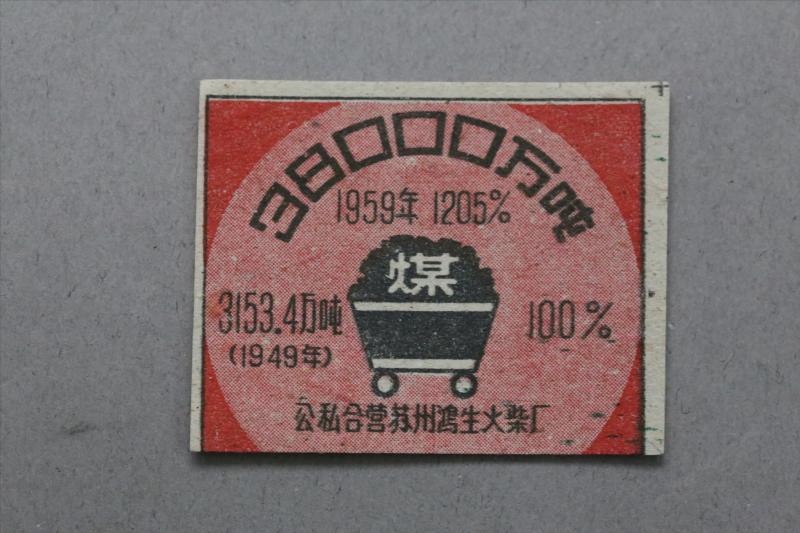 38000万吨
1959年 1205%
煤
3153.4万吨
(1949年)
100%
公私合营苏州鸿生火柴厂